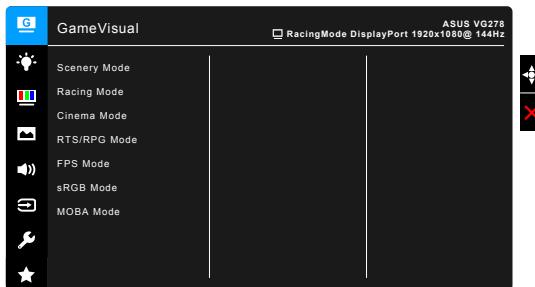 G
GameVisual
ASUS VG278
RacingMode DisplayPort 1920x1080@ 144Hz
Scenery Mode
Racing Mode
Cinema Mode
RTS/RPG Mode
FPS Mode
sRGB Mode
MOBA Mode